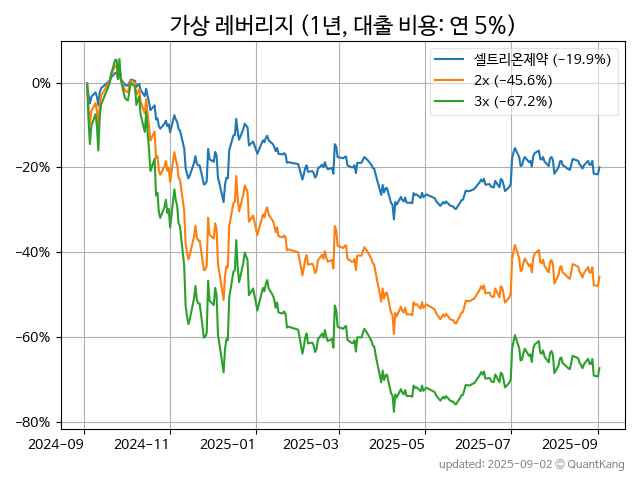 가상 레버리지 (1년, 대출 비용: 연 5%)
셀트리온제약 (−19.9%)
2x (−45.6%)
3x (−67.2%)
0%
−20%
−40%
−60%
−80%
2024-09 2024-11 2025-01 2025-03 2025-05 2025-07 2025-09
updated: 2025-09-02 © QuantKang